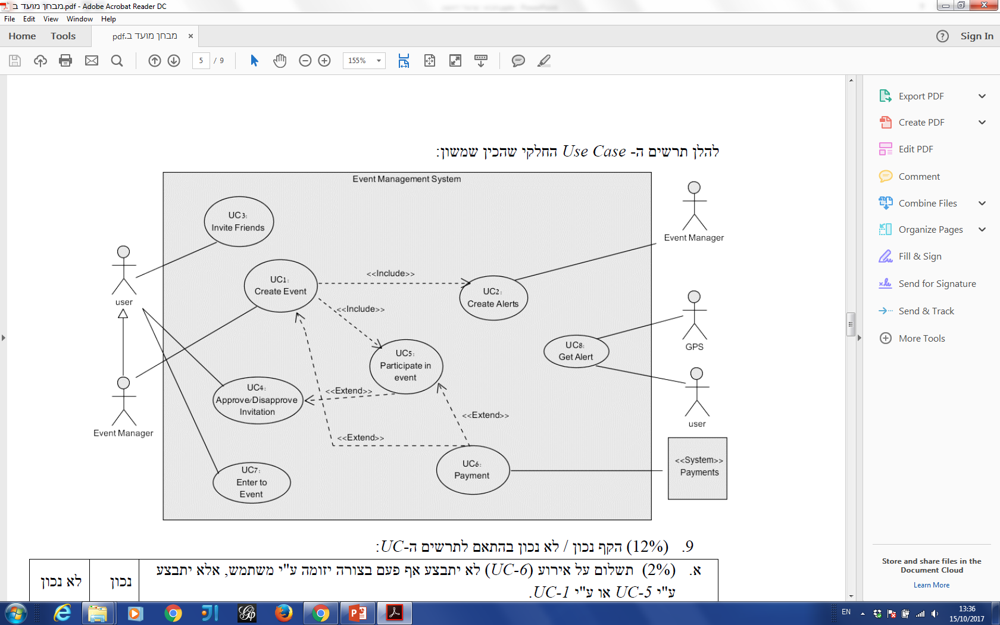 מבחן מועד ב.pdf - Adobe Acrobat Reader DC
File Edit View Window Help
Home Tools מבחן מועד ב.pdf × Sign In
5 / 9 155%
להלן תרשים ה- Use Case החלקי שהכין שמשון:
Event Management System
UC3:
Invite Friends
Event Manager
user
UC1:
Create Event
<<Include>>
UC2:
Create Alerts
<<Include>>
GPS
UC8:
Get Alert
UC5:
Participate in
event
Event Manager
UC4:
Approve/Disapprove
Invitation
<<Extend>>
<<Extend>>
user
<<Extend>>
UC7:
Enter to
Event
UC6:
Payment
<<System>>
Payments
9. (12%) הקף נכון / לא נכון בהתאם לתרשים ה-UC:
א. (2%) תשלום על אירוע (UC-6) לא יתבצע אף פעם בצורה יזומה ע"י משתמש, אלא יתבצע
ע"י UC-5 או ע"י UC-1.
נכון
לא נכון
Export PDF
Create PDF
Edit PDF
Comment
Combine Files
Organize Pages
Fill & Sign
Send for Signature
Send & Track
More Tools
Store and share files in the
Document Cloud
Learn More
EN
13:36
15/10/2017